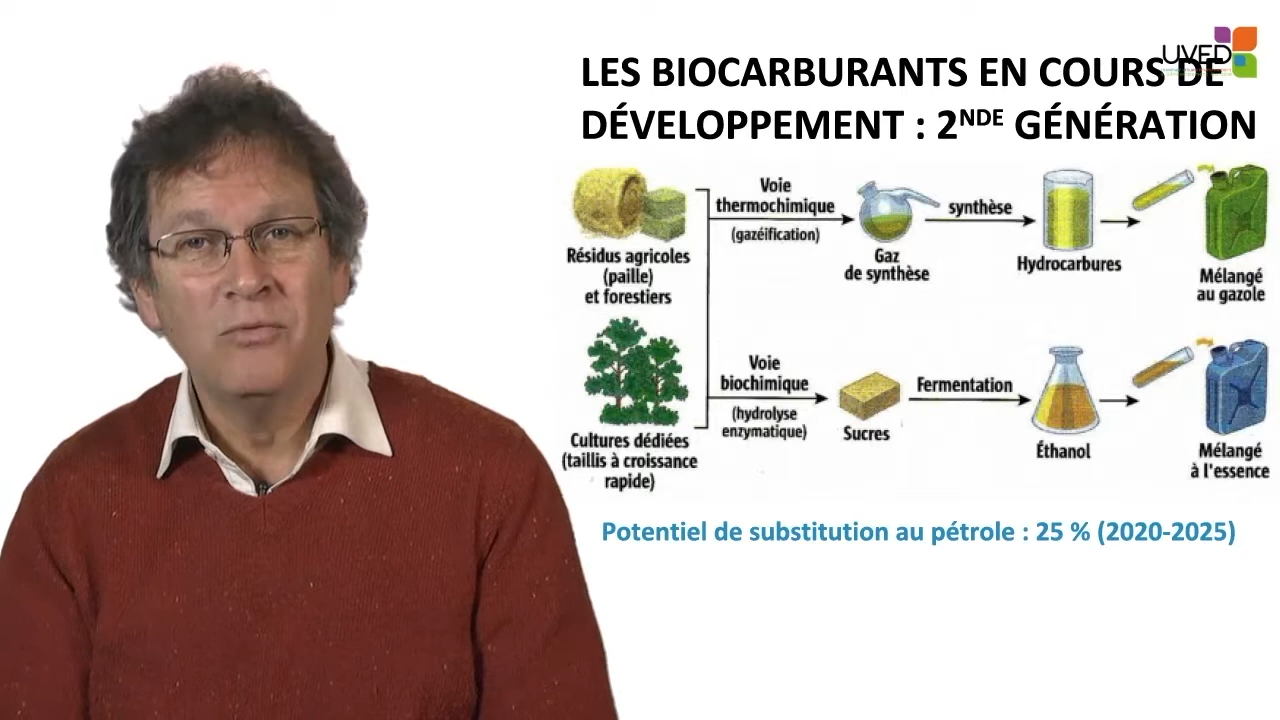 UVED
LES BIOCARBURANTS EN COURS DE
DÉVELOPPEMENT : 2NDE GÉNÉRATION
Voie
thermochimique
(gazéification)
synthèse
Résidus agricoles
(paille)
et forestiers
Gaz
de synthèse
Hydrocarbures
Mélangé
au gazole
Voie
biochimique
(hydrolyse
enzymatique)
Fermentation
Sucres
Cultures dédiées
(taillis à croissance
rapide)
Éthanol
Mélangé
à l'essence
Potentiel de substitution au pétrole : 25 % (2020-2025)